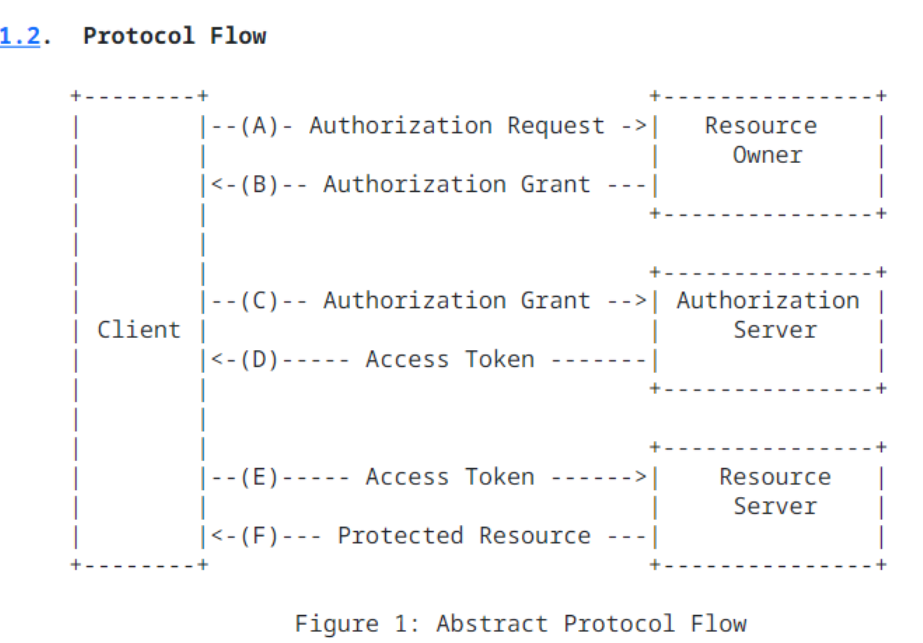 1.2.  Protocol Flow
+--------+                               +---------------+
|        |--(A)- Authorization Request ->|   Resource    |
|        |                               |     Owner     |
|        |<-(B)-- Authorization Grant ---|               |
|        |                               +---------------+
|        |
|        |                               +---------------+
|        |--(C)-- Authorization Grant -->| Authorization |
| Client |                               |     Server    |
|        |<-(D)----- Access Token -------|               |
|        |                               +---------------+
|        |
|        |                               +---------------+
|        |--(E)----- Access Token ------>|    Resource   |
|        |                               |     Server    |
|        |<-(F)--- Protected Resource ---|               |
+--------+                               +---------------+
Figure 1: Abstract Protocol Flow